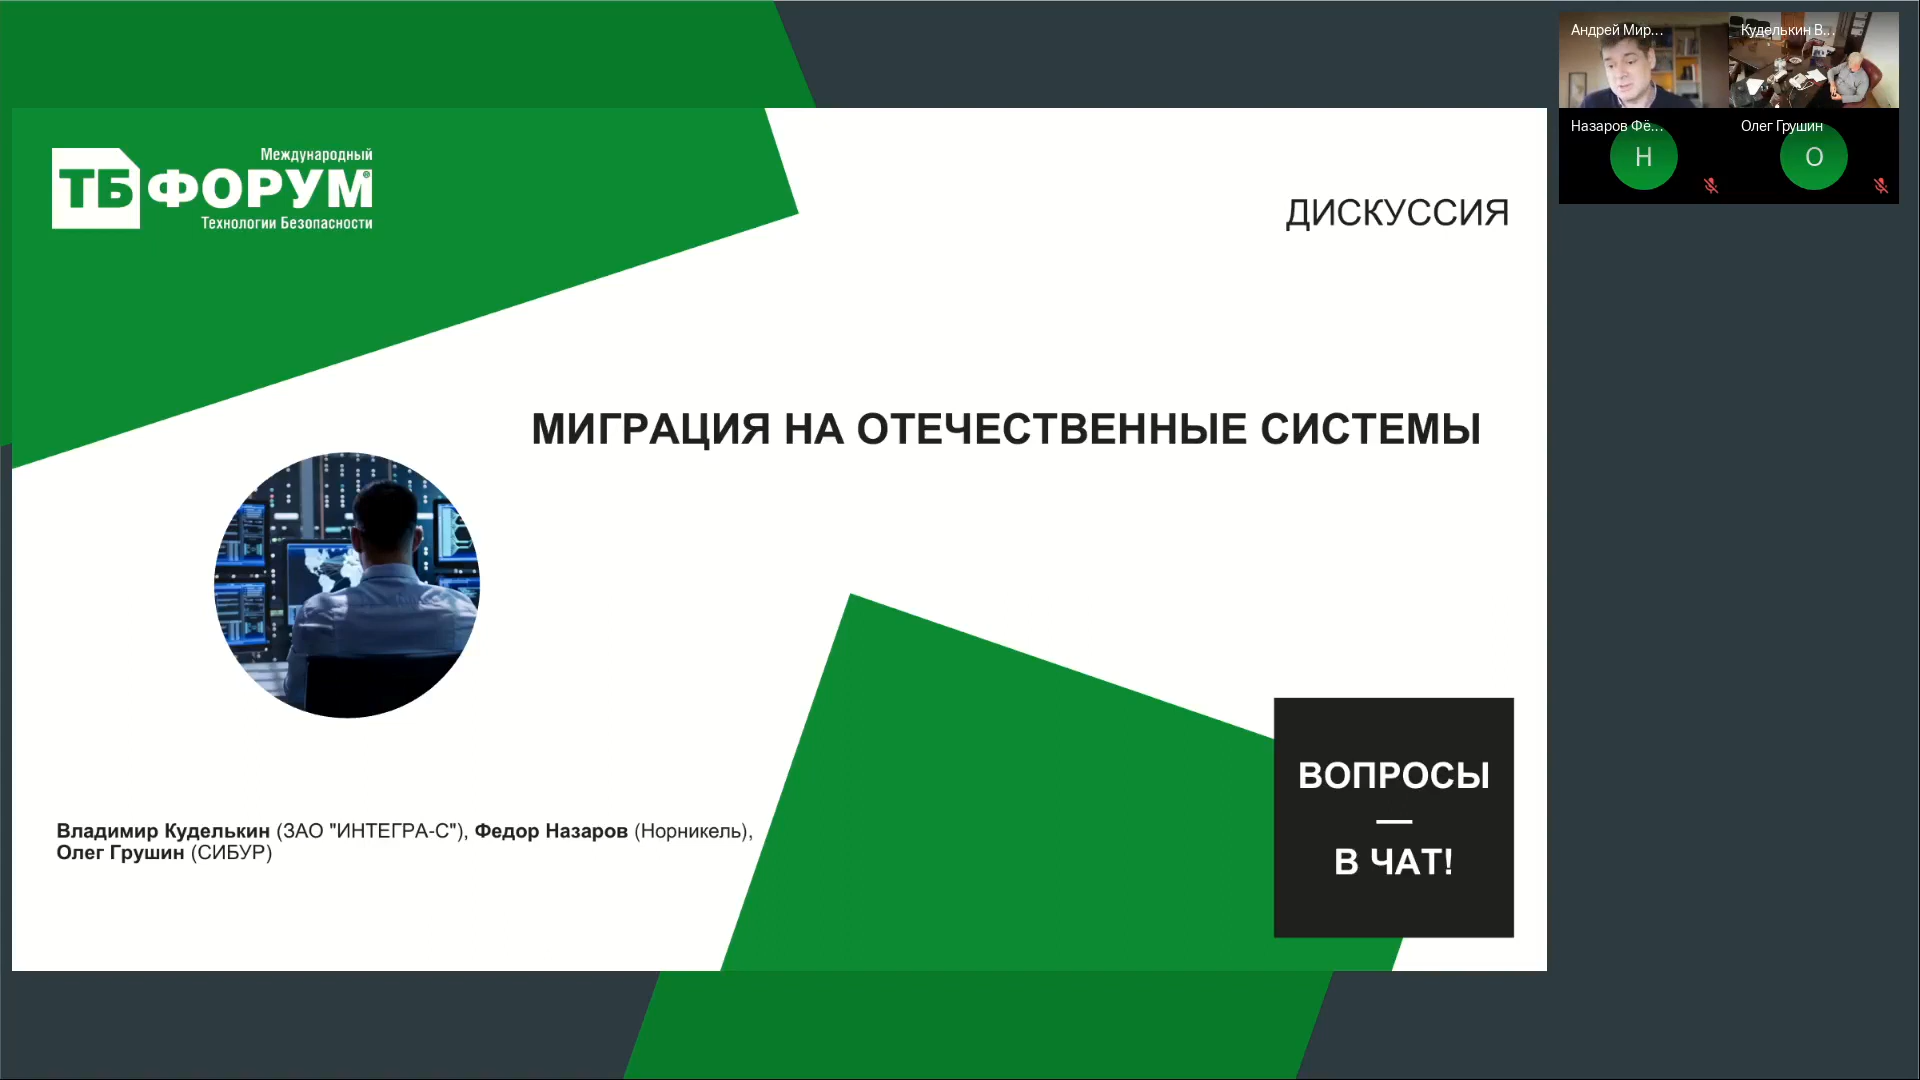 Международный
ТБ ФОРУМ®
Технологии Безопасности
ДИСКУССИЯ
МИГРАЦИЯ НА ОТЕЧЕСТВЕННЫЕ СИСТЕМЫ
Владимир Куделькин (ЗАО "ИНТЕГРА-С"), Федор Назаров (Норникель),
Олег Грушин (СИБУР)
ВОПРОСЫ
—
В ЧАТ!
Андрей Мир...
Куделькин В...
Назаров Фё...
Н
Олег Грушин
О